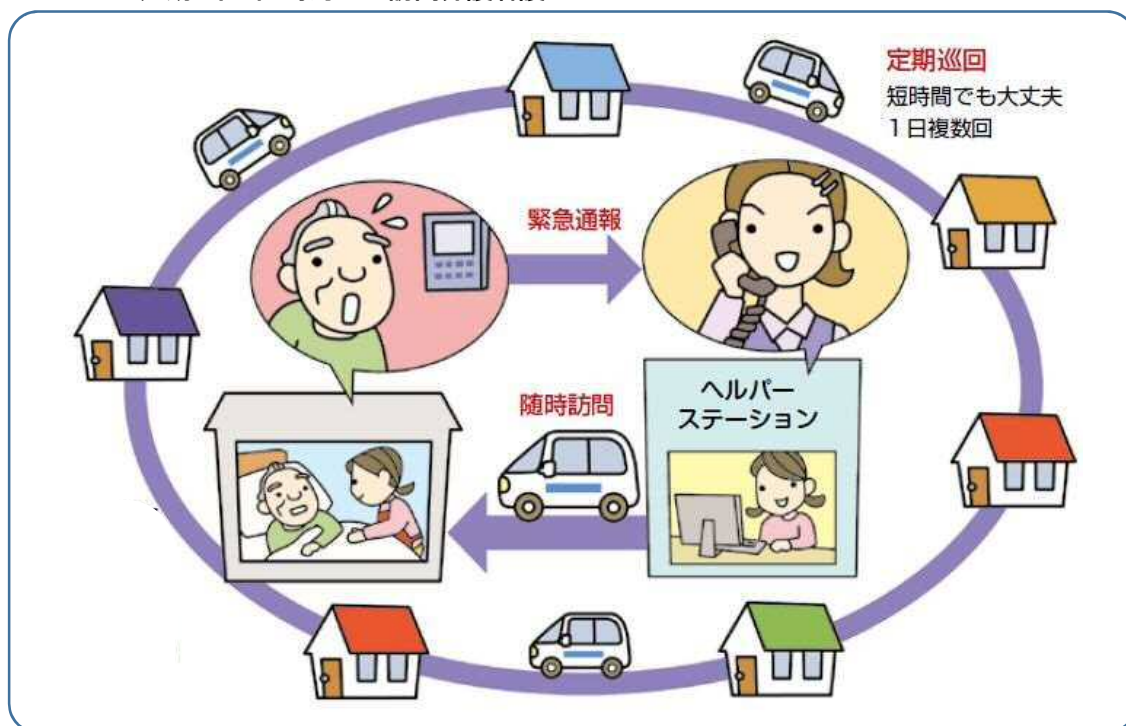 定期巡回
短時間でも大丈夫
1日複数回
緊急通報
随時訪問
ヘルパー
ステーション